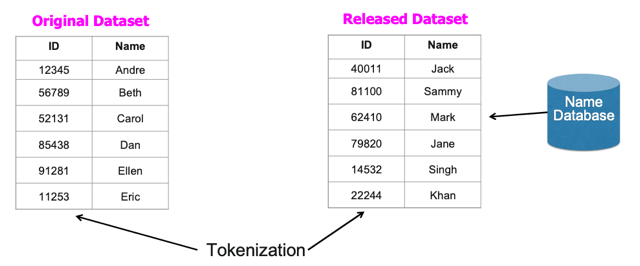 Original Dataset
ID Name
12345 Andre
56789 Beth
52131 Carol
85438 Dan
91281 Ellen
11253 Eric
Released Dataset
ID Name
40011 Jack
81100 Sammy
62410 Mark
79820 Jane
14532 Singh
22244 Khan
Name
Database
Tokenization